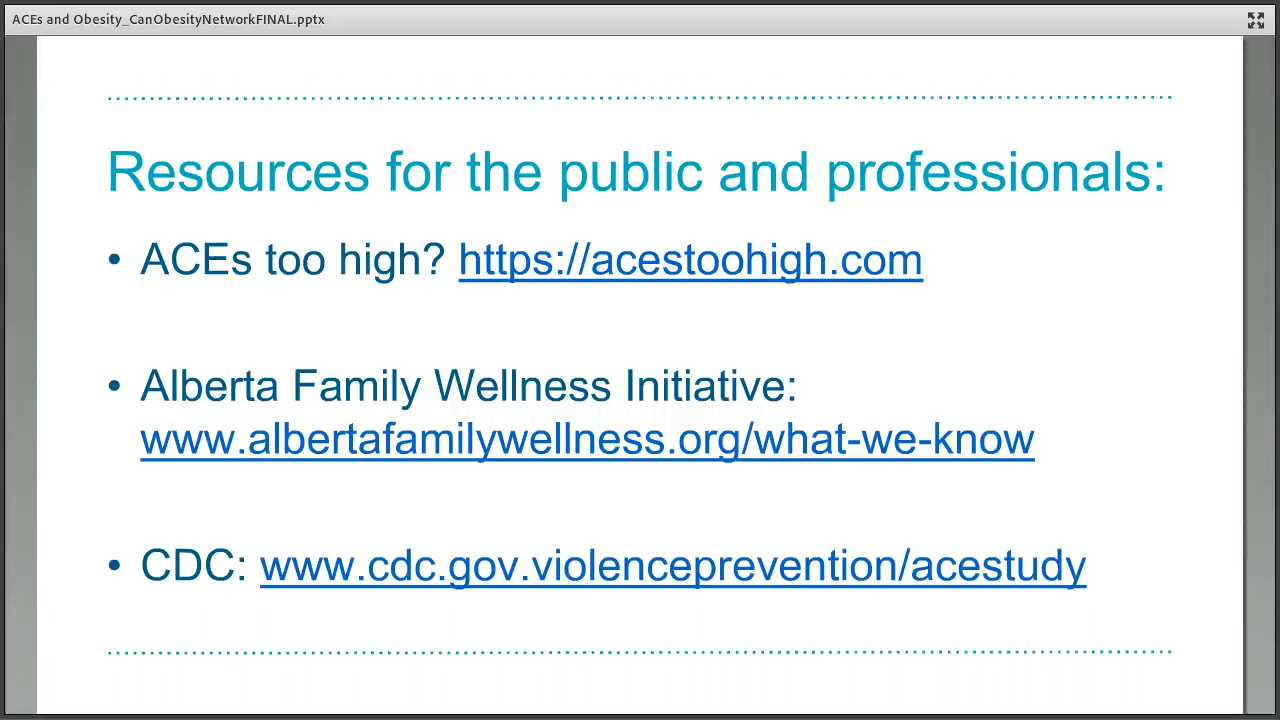 ACEs and Obesity_CanObesityNetworkFINAL.pptx
Resources for the public and professionals:
• ACEs too high? https://acestoohigh.com
• Alberta Family Wellness Initiative:
www.albertafamilywellness.org/what-we-know
• CDC: www.cdc.gov.violenceprevention/acestudy